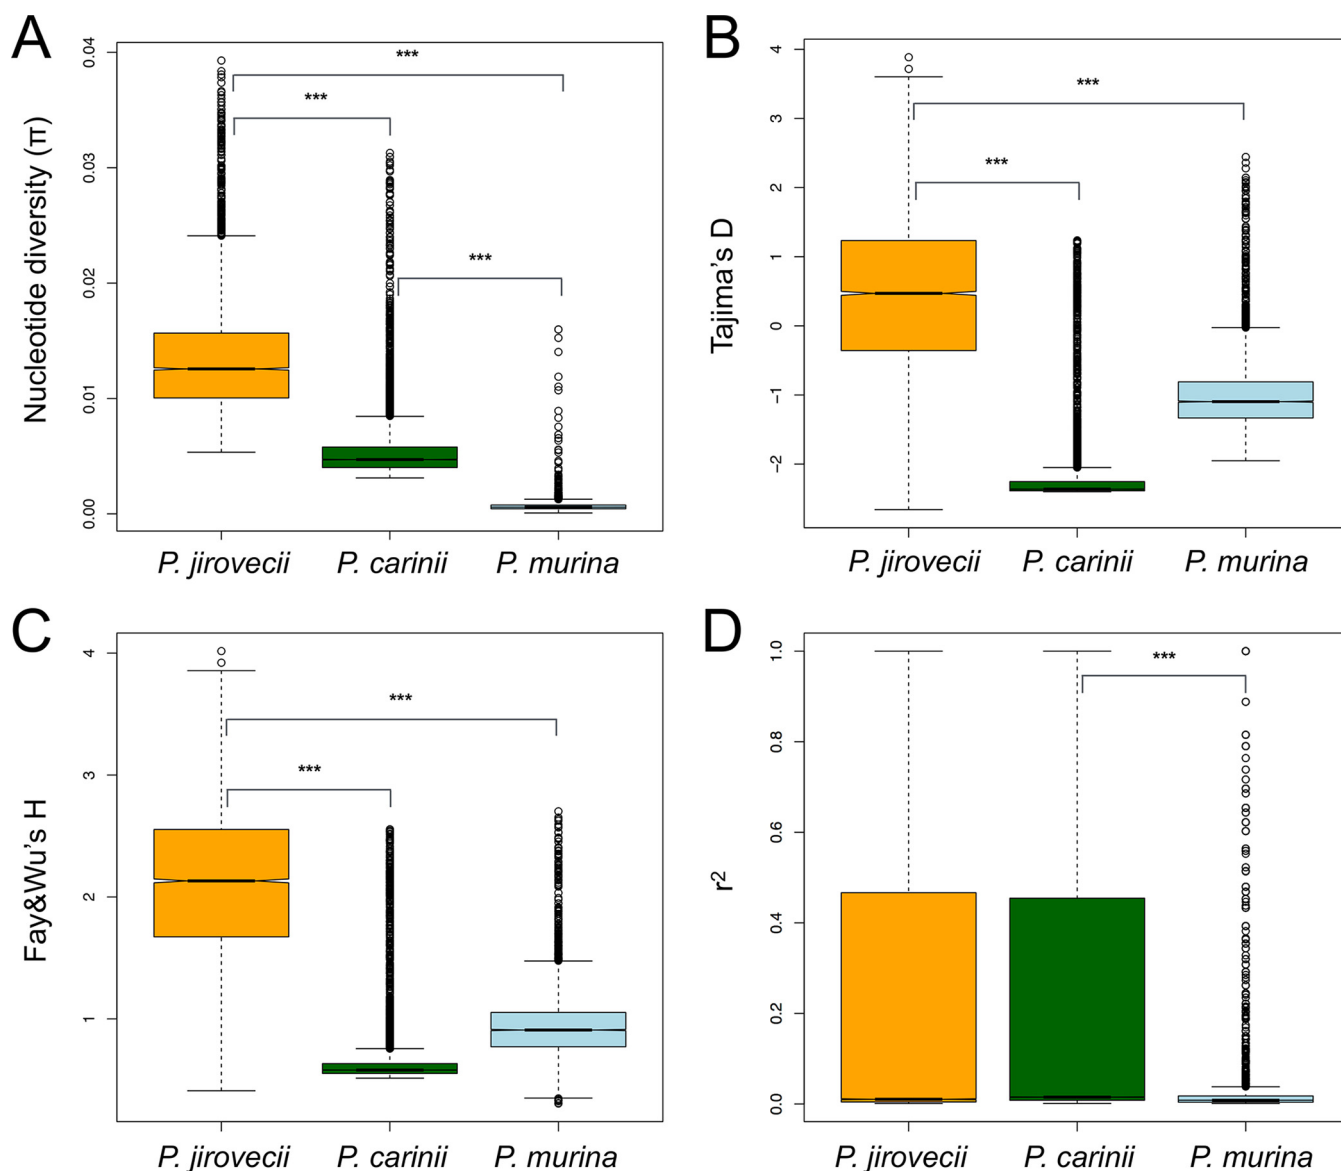 A
Nucleotide diversity (π)
0.04
0.03
0.02
0.01
0.00
***
***
***
P. jirovecii P. carinii P. murina
B
Tajima's D
4
3
2
1
0
−1
−2
***
***
P. jirovecii P. carinii P. murina
C
Fay&Wu's H
4
3
2
1
***
***
P. jirovecii P. carinii P. murina
D
r²
1.0
0.8
0.6
0.4
0.2
0.0
***
P. jirovecii P. carinii P. murina